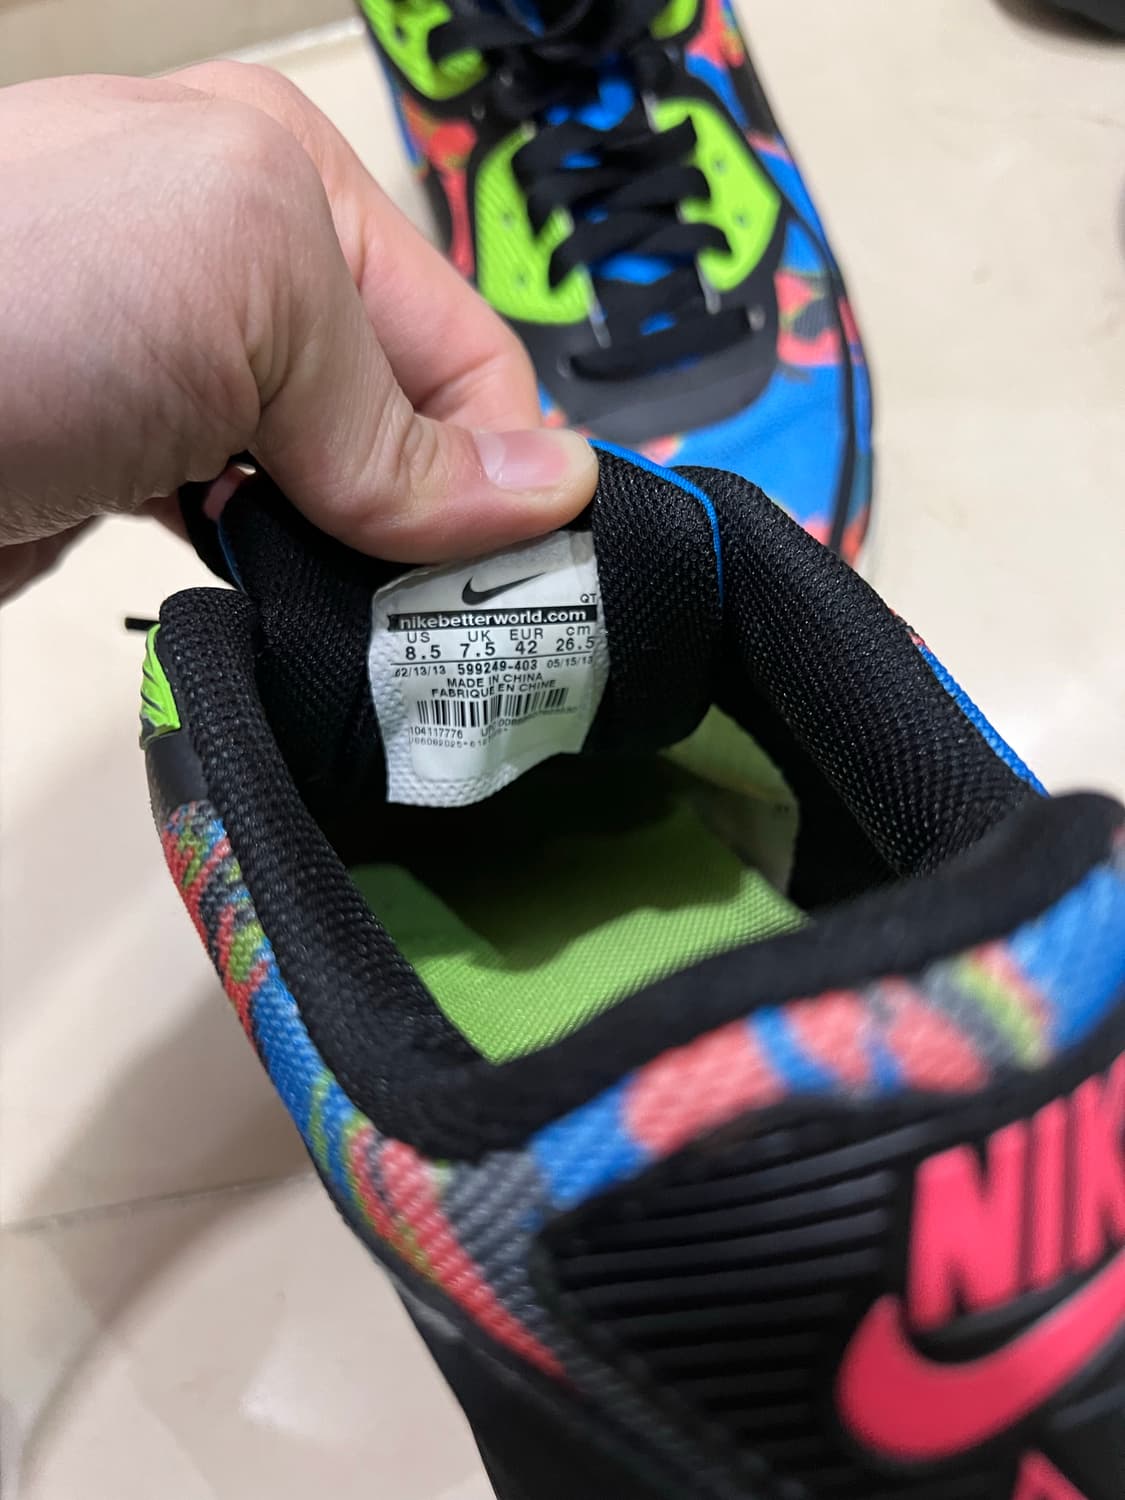 QT
nikebetterworld.com
US UK EUR cm
8.5 7.5 42 26.5
02/13/13 599249-403 05/15/13
MADE IN CHINA
FABRIQUE EN CHINE
104117776
NIK